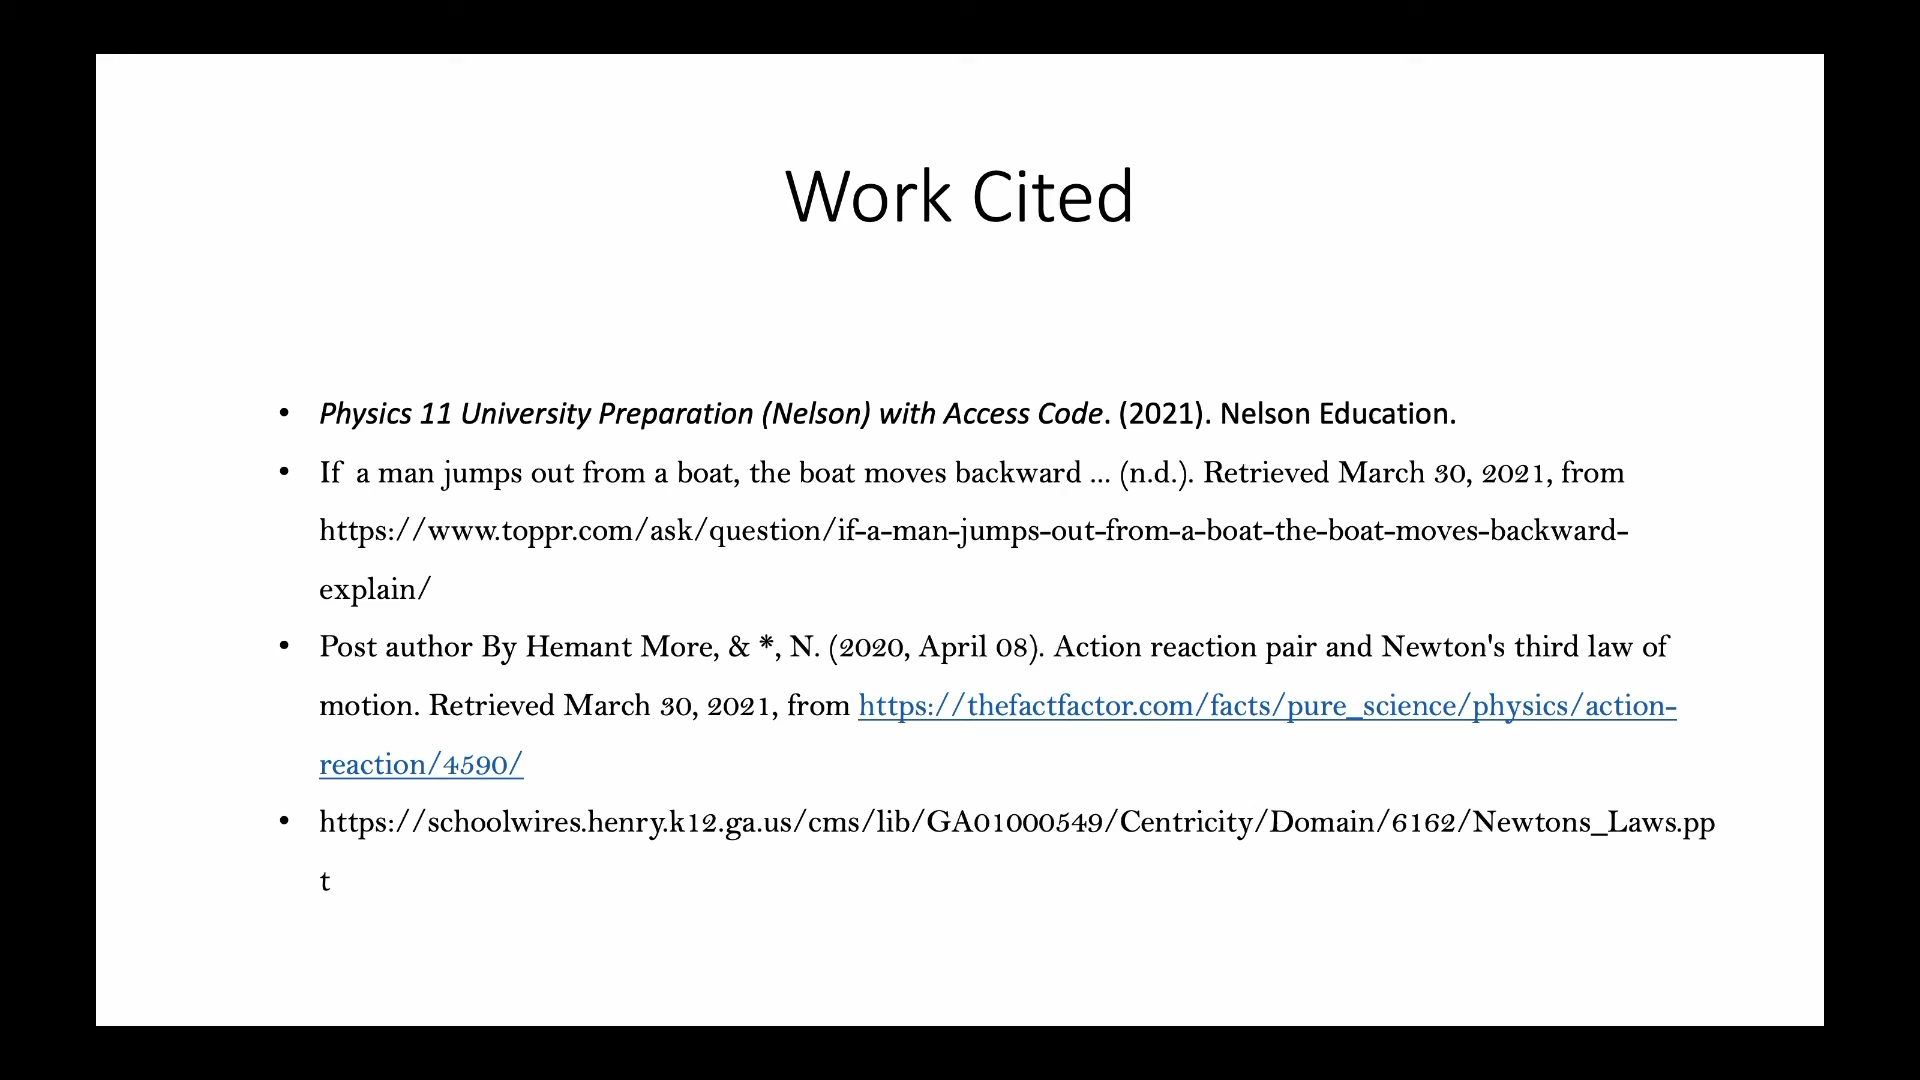 Work Cited
• Physics 11 University Preparation (Nelson) with Access Code. (2021). Nelson Education.
• If  a man jumps out from a boat, the boat moves backward ... (n.d.). Retrieved March 30, 2021, from
https://www.toppr.com/ask/question/if-a-man-jumps-out-from-a-boat-the-boat-moves-backward-
explain/
• Post author By Hemant More, & *, N. (2020, April 08). Action reaction pair and Newton's third law of
motion. Retrieved March 30, 2021, from https://thefactfactor.com/facts/pure_science/physics/action-
reaction/4590/
• https://schoolwires.henry.k12.ga.us/cms/lib/GA01000549/Centricity/Domain/6162/Newtons_Laws.pp
t